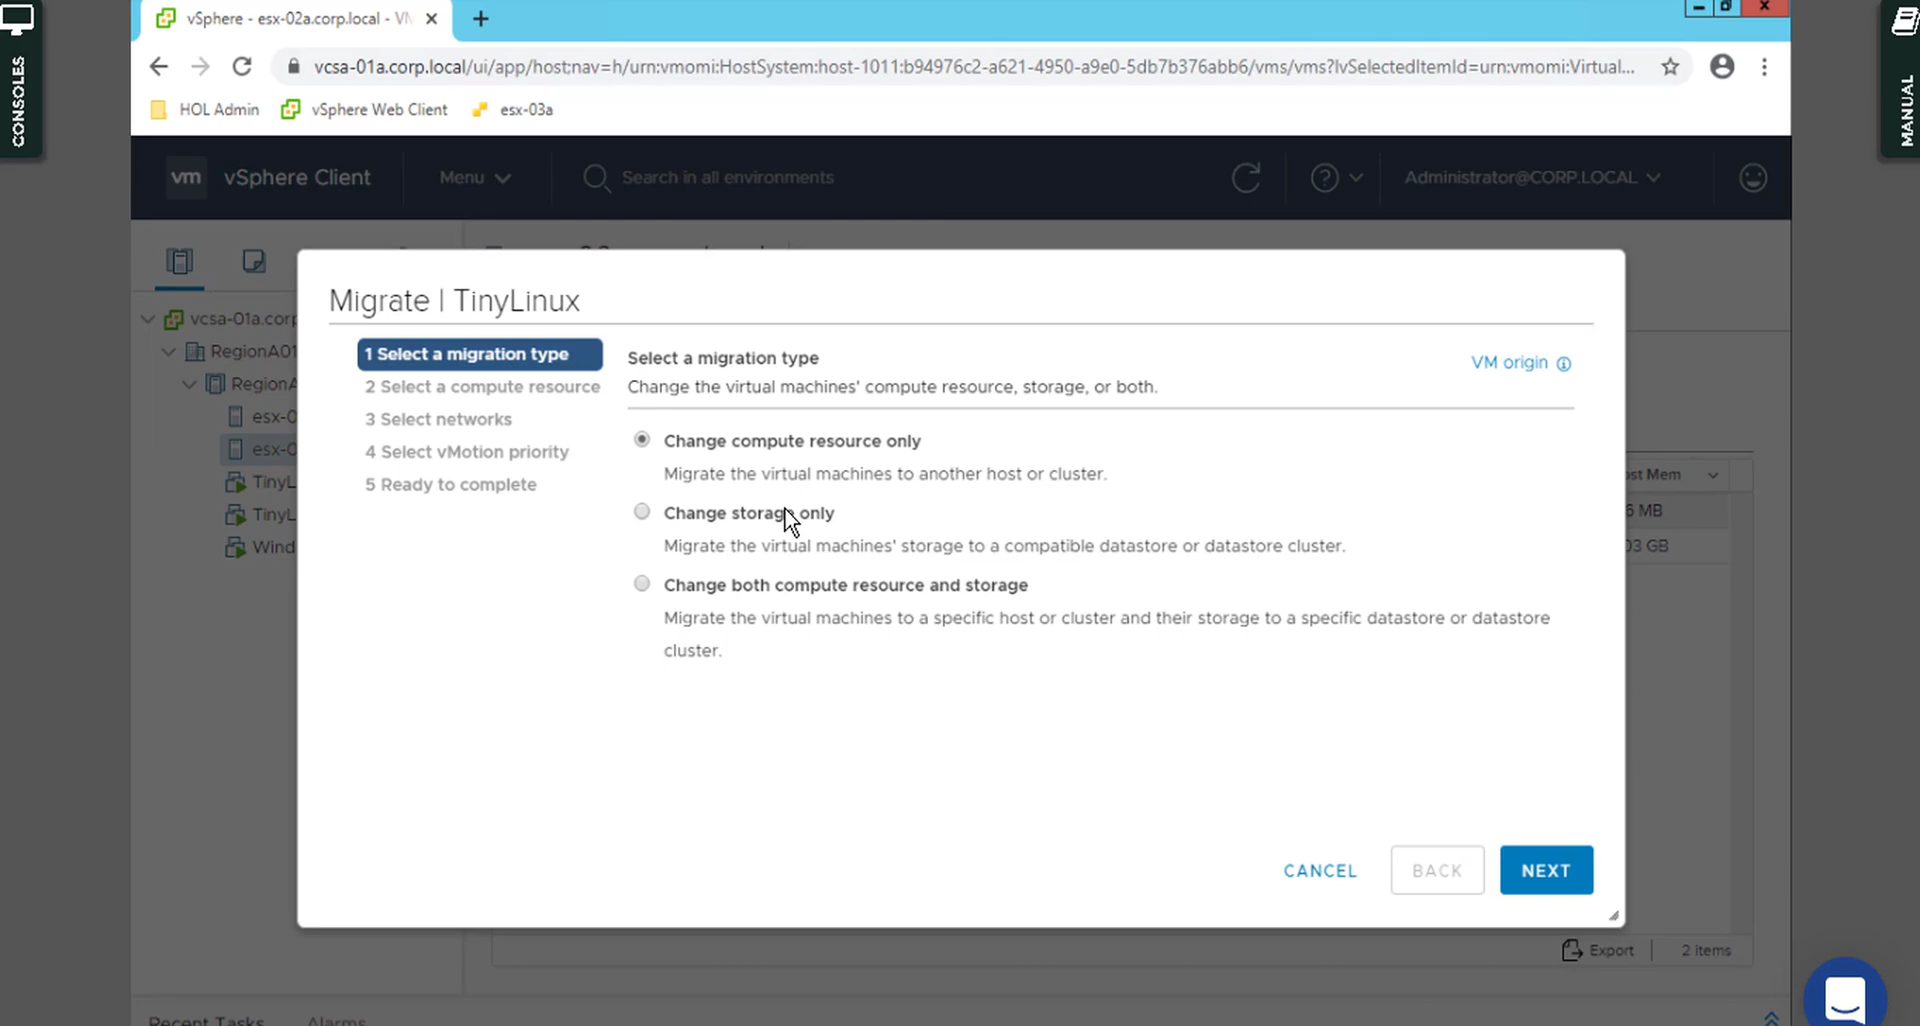 vSphere - esx-02a.corp.local - VM
vcsa-01a.corp.local/ui/app/host;nav=h/urn:vmomi:HostSystem:host-1011:b94976c2-a621-4950-a9e0-5db7b376abb6/vms/vms?lvSelectedItemId=urn:vmomi:Virtual...
HOL Admin vSphere Web Client esx-03a
CONSOLES
MANUAL
vm vSphere Client Menu Search in all environments Administrator@CORP.LOCAL
vcsa-01a.corp
RegionA01
RegionA
esx-0
esx-0
TinyL
TinyL
Wind
Migrate | TinyLinux
1 Select a migration type
2 Select a compute resource
3 Select networks
4 Select vMotion priority
5 Ready to complete
Select a migration type
VM origin
Change the virtual machines' compute resource, storage, or both.
Change compute resource only
Migrate the virtual machines to another host or cluster.
Change storage only
Migrate the virtual machines' storage to a compatible datastore or datastore cluster.
Change both compute resource and storage
Migrate the virtual machines to a specific host or cluster and their storage to a specific datastore or datastore
cluster.
CANCEL BACK NEXT
ost Mem
6 MB
03 GB
Export 2 items
Recent Tasks Alarms